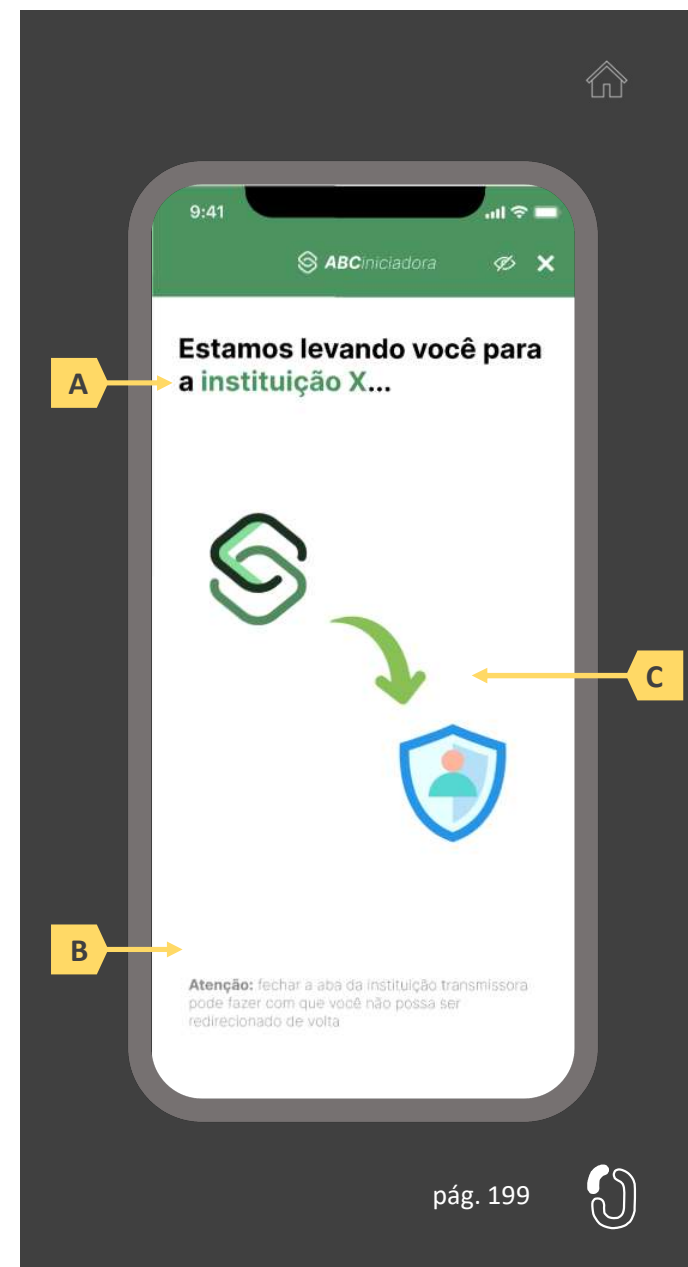 9:41
ABCiniciadora
Estamos levando você para
A
a instituição X...
C
B
Atenção: fechar a aba da instituição transmissora
pode fazer com que você não possa ser
redirecionado de volta
pág. 199